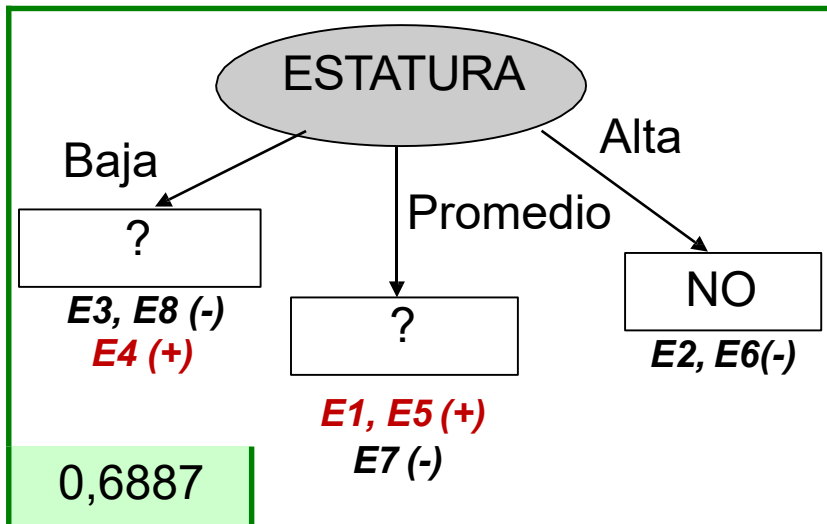 ESTATURA
Baja
Promedio
Alta
?
E3, E8 (-)
E4 (+)
?
E1, E5 (+)
E7 (-)
NO
E2, E6(-)
0,6887